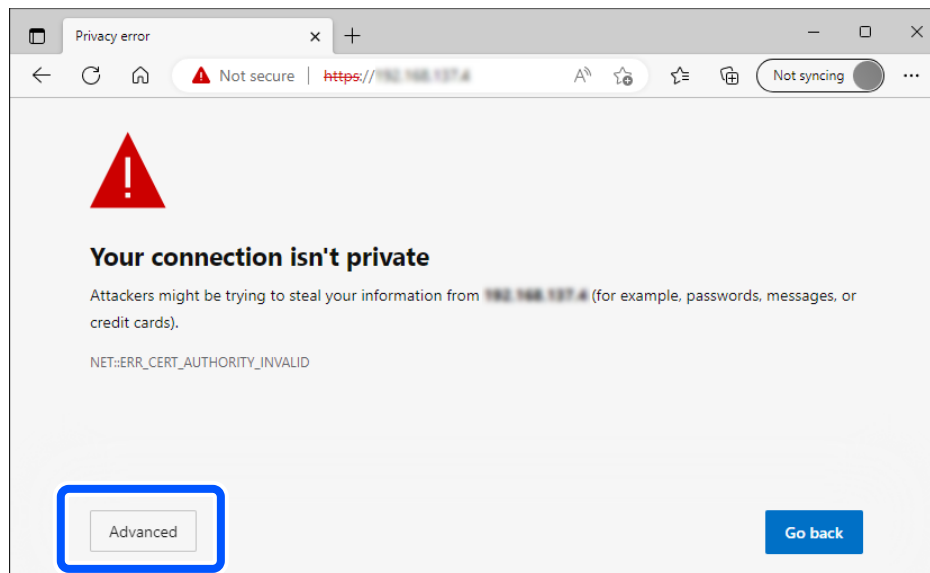 Privacy error
Not secure | https://
Not syncing
Your connection isn't private
Attackers might be trying to steal your information from (for example, passwords, messages, or
credit cards).
NET::ERR_CERT_AUTHORITY_INVALID
Advanced
Go back